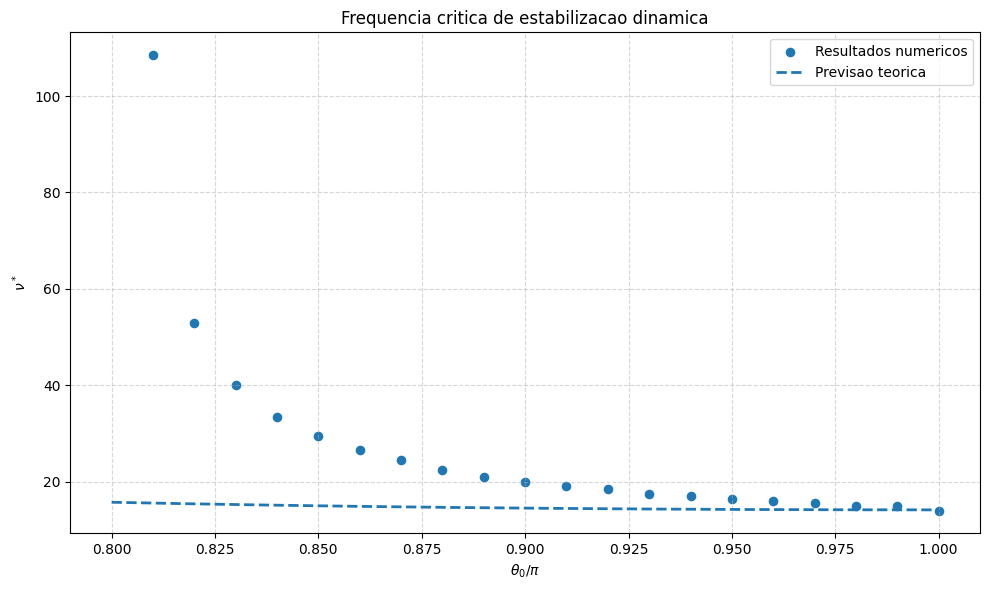 Frequencia critica de estabilizacao dinamica
Resultados numericos
Previsao teorica
100
80
60
40
20
ν*
0.800 0.825 0.850 0.875 0.900 0.925 0.950 0.975 1.000
θ₀/π